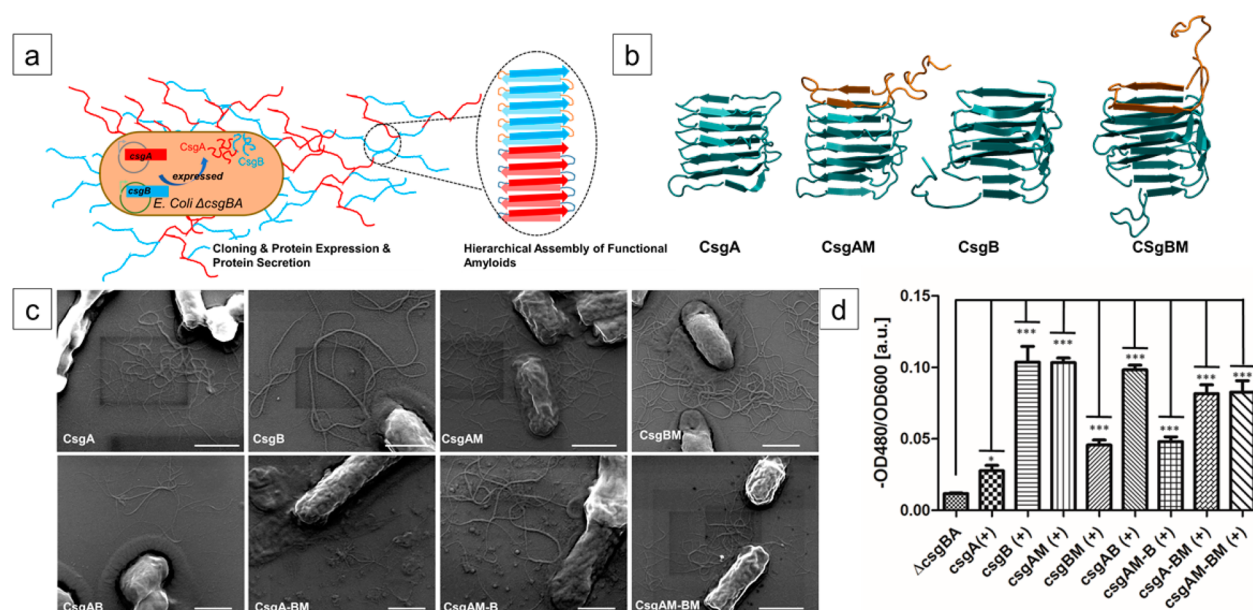 a
CsgA
CsgB
csgA
expressed
csgB
E. Coli ΔcsgBA
Cloning & Protein Expression &
Protein Secretion
Hierarchical Assembly of Functional
Amyloids
b
CsgA
CsgAM
CsgB
CSgBM
c
CsgA
CsgB
CsgAM
CsgBM
CsgAB
CsgA-BM
CsgAM-B
CsgAM-BM
d
-OD480/OD600 [a.u.]
0.15
0.10
0.05
0.00
*
***
***
***
***
***
***
***
ΔcsgBA
csgA (+)
csgB (+)
csgAM (+)
csgBM (+)
csgAB (+)
csgAM-B (+)
csgA-BM (+)
csgAM-BM (+)